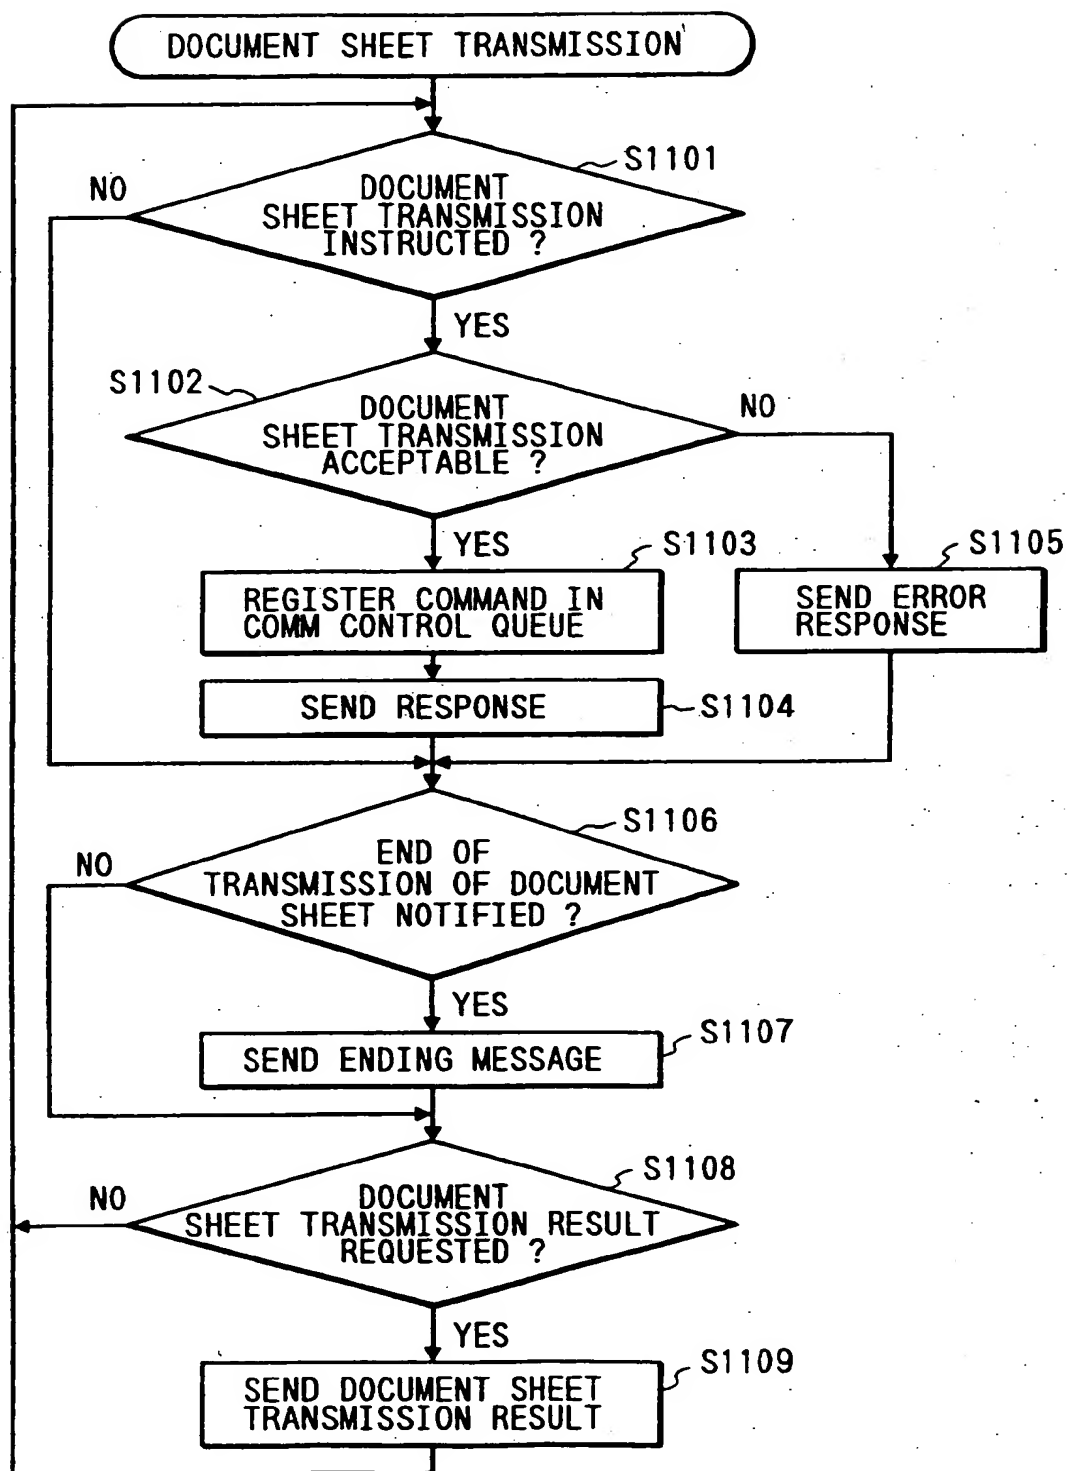 DOCUMENT SHEET TRANSMISSION
S1101
NO
DOCUMENT
SHEET TRANSMISSION
INSTRUCTED ?
YES
S1102
DOCUMENT
SHEET TRANSMISSION
ACCEPTABLE ?
NO
YES
S1103
S1105
REGISTER COMMAND IN
COMM CONTROL QUEUE
SEND ERROR
RESPONSE
SEND RESPONSE
S1104
S1106
NO
END OF
TRANSMISSION OF DOCUMENT
SHEET NOTIFIED ?
YES
S1107
SEND ENDING MESSAGE
S1108
NO
DOCUMENT
SHEET TRANSMISSION RESULT
REQUESTED ?
YES
S1109
SEND DOCUMENT SHEET
TRANSMISSION RESULT